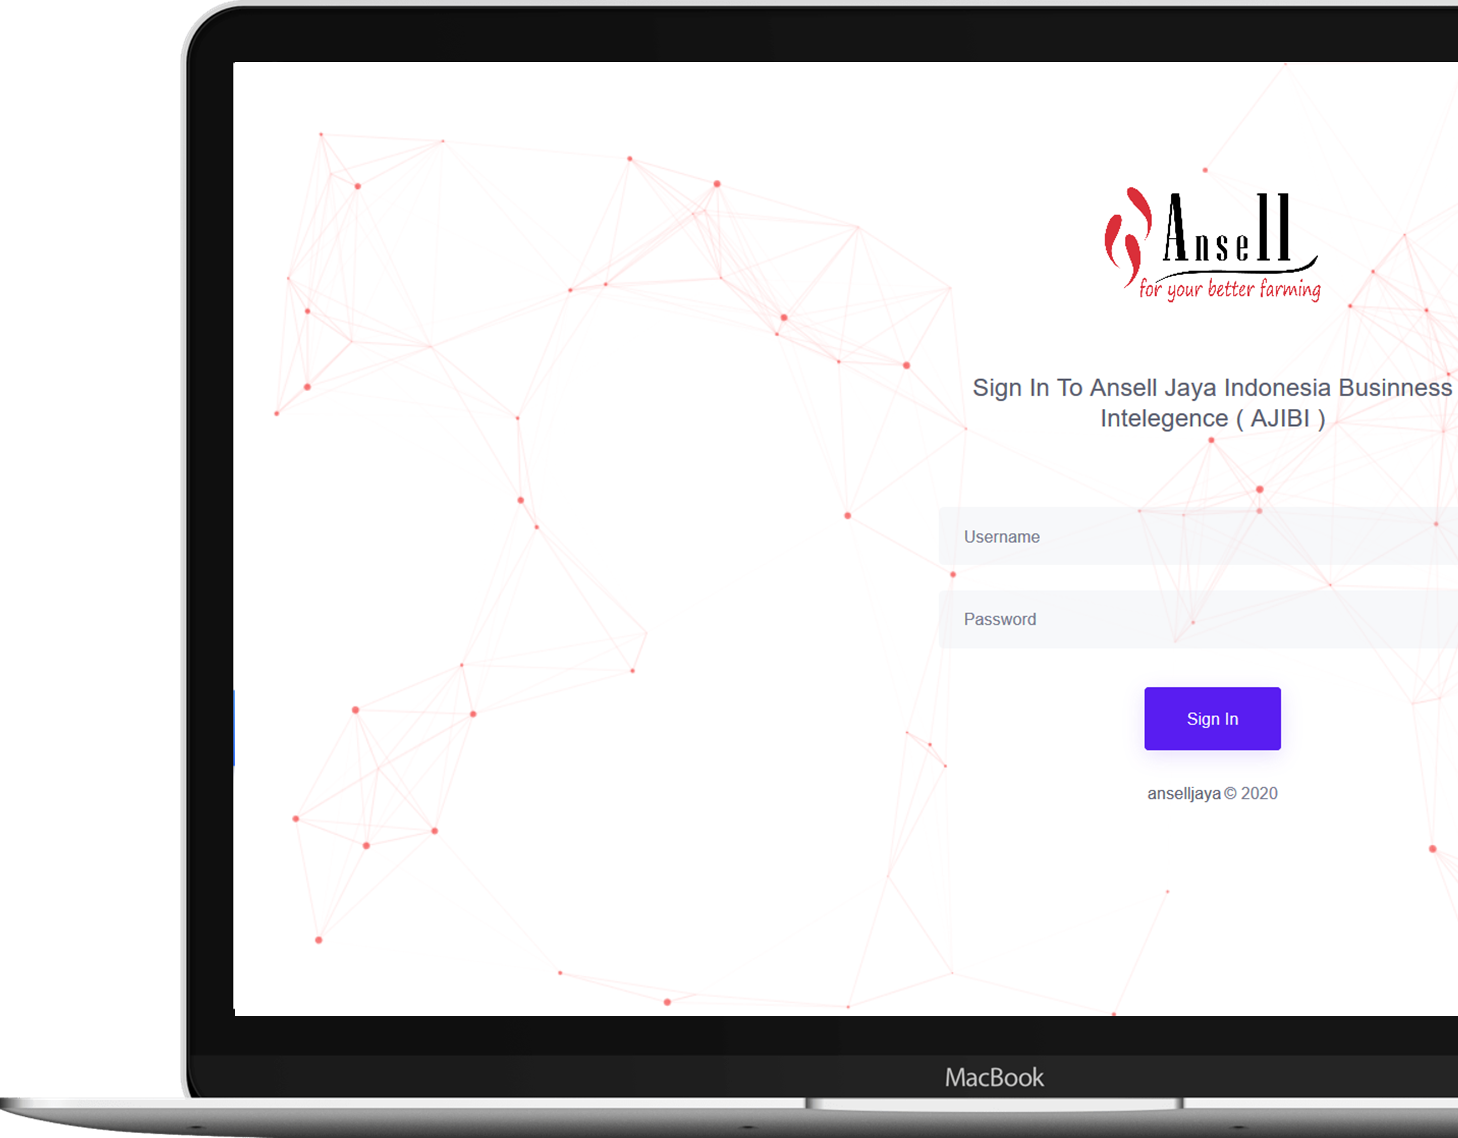 Ansell
for your better farming
Sign In To Ansell Jaya Indonesia Businness
Intelegence ( AJIBI )
Username
Password
Sign In
anselljaya © 2020
MacBook